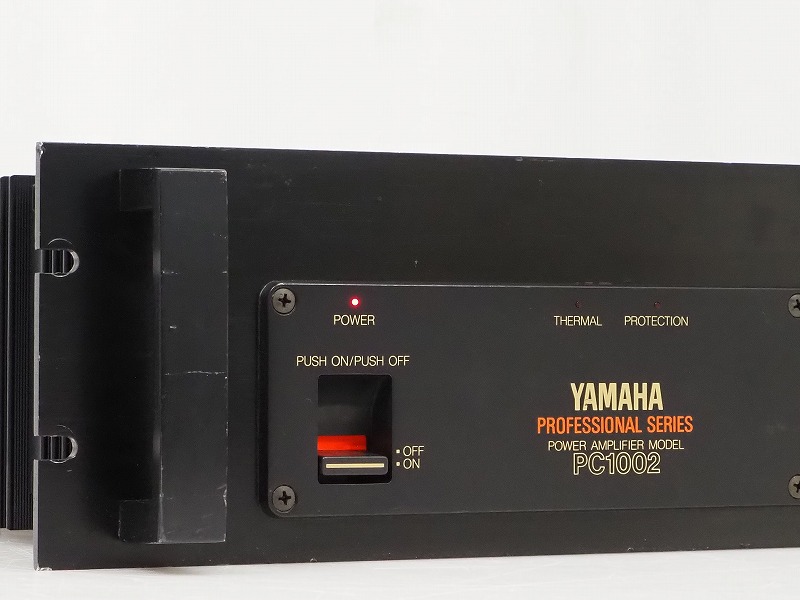 POWER
THERMAL PROTECTION
PUSH ON/PUSH OFF
OFF
ON
YAMAHA
PROFESSIONAL SERIES
POWER AMPLIFIER MODEL
PC1002